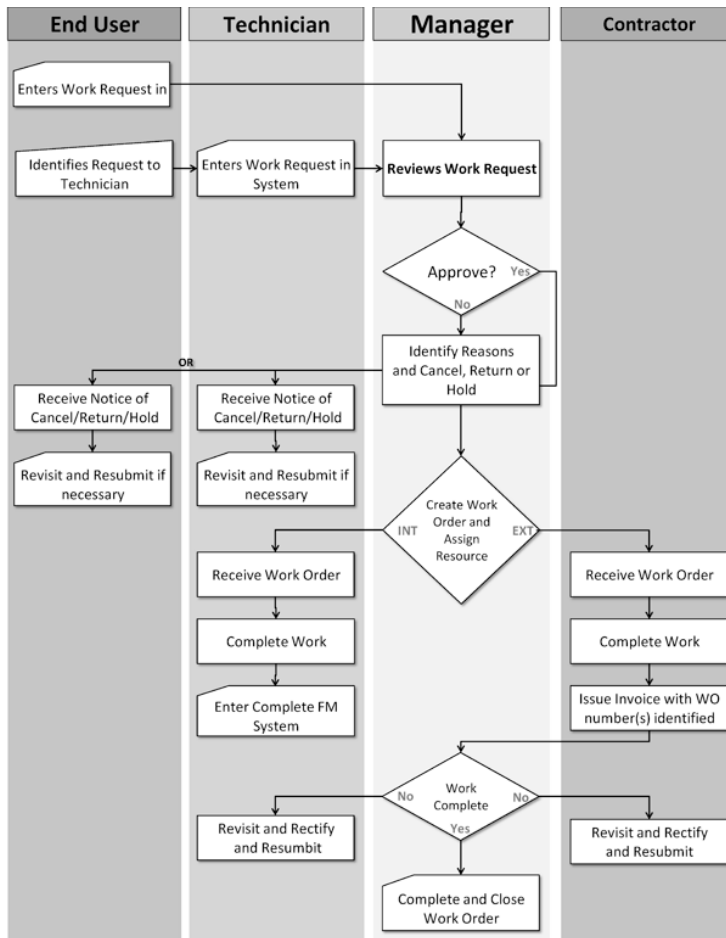 End User
Technician
Manager
Contractor
Enters Work Request in
Identifies Request to
Technician
Enters Work Request in
System
Reviews Work Request
Approve?
Yes
No
Identify Reasons
and Cancel, Return or
Hold
OR
Receive Notice of
Cancel/Return/Hold
Receive Notice of
Cancel/Return/Hold
Revisit and Resubmit if
necessary
Revisit and Resubmit if
necessary
Create Work
Order and
Assign
Resource
INT
EXT
Receive Work Order
Receive Work Order
Complete Work
Complete Work
Enter Complete FM
System
Issue Invoice with WO
number(s) identified
Work
Complete
No
No
Yes
Revisit and Rectify
and Resumbit
Revisit and Rectify
and Resubmit
Complete and Close
Work Order